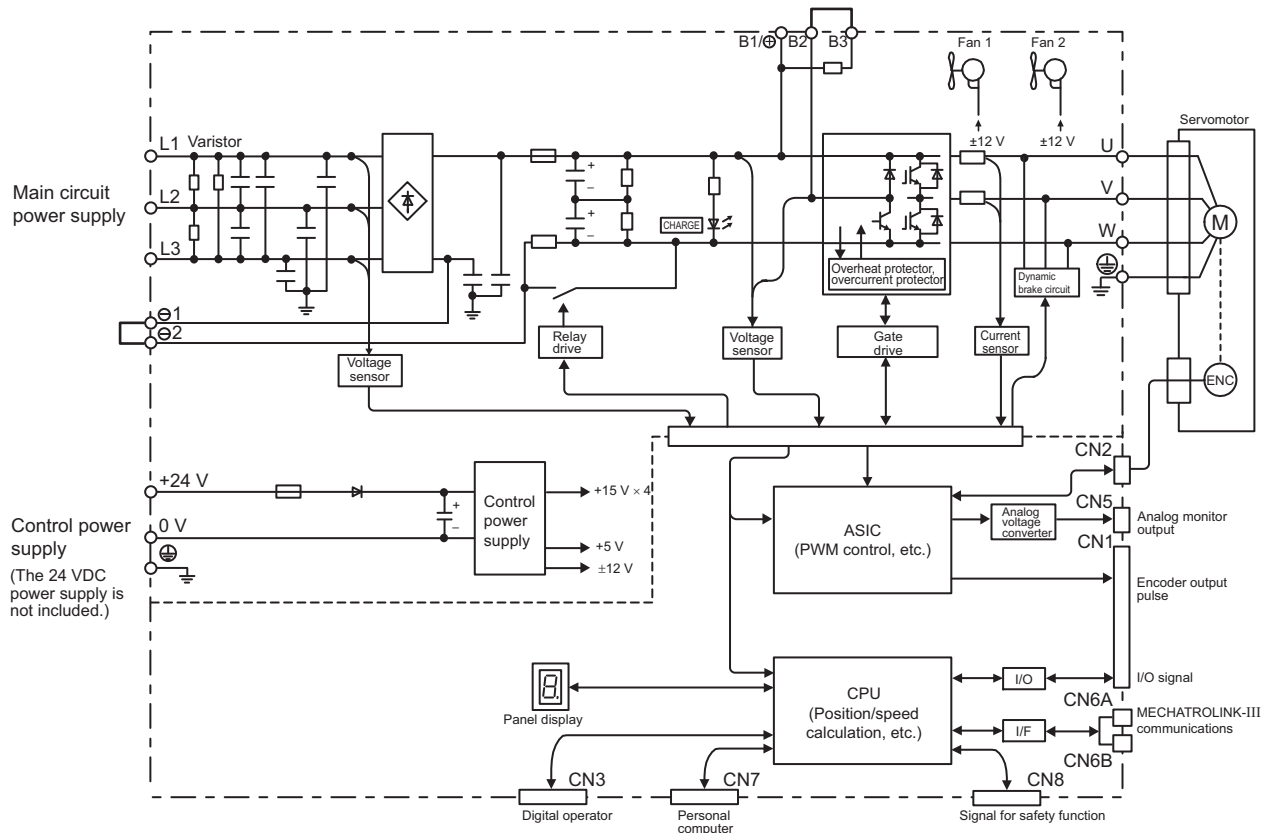 B1/⊕ B2 B3
Fan 1 Fan 2
±12 V ±12 V
Servomotor
L1 Varistor
L2
L3
Main circuit
power supply
⊖1
⊖2
+
–
+
–
CHARGE
Overheat protector,
overcurrent protector
U
V
W
M
ENC
Dynamic
brake circuit
Voltage
sensor
Relay
drive
Voltage
sensor
Gate
drive
Current
sensor
+24 V
0 V
Control power
supply
(The 24 VDC
power supply is
not included.)
+
–
Control
power
supply
+15 V × 4
+5 V
±12 V
ASIC
(PWM control, etc.)
Analog
voltage
converter
CN2
CN5
Analog monitor
output
CN1
Encoder output
pulse
I/O signal
CPU
(Position/speed
calculation, etc.)
I/O
I/F
CN6A
MECHATROLINK-III
communications
CN6B
8.
Panel display
CN3
Digital operator
CN7
Personal
computer
CN8
Signal for safety function